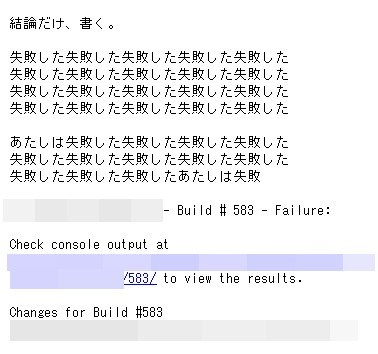 結論だけ、書く。
失敗した失敗した失敗した失敗した失敗した
失敗した失敗した失敗した失敗した失敗した
失敗した失敗した失敗した失敗した失敗した
失敗した失敗した失敗した失敗した失敗した
あたしは失敗した失敗した失敗した失敗した
失敗した失敗した失敗した失敗した失敗した
失敗した失敗した失敗したあたしは失敗
- Build # 583 - Failure:
Check console output at
/583/ to view the results.
Changes for Build #583